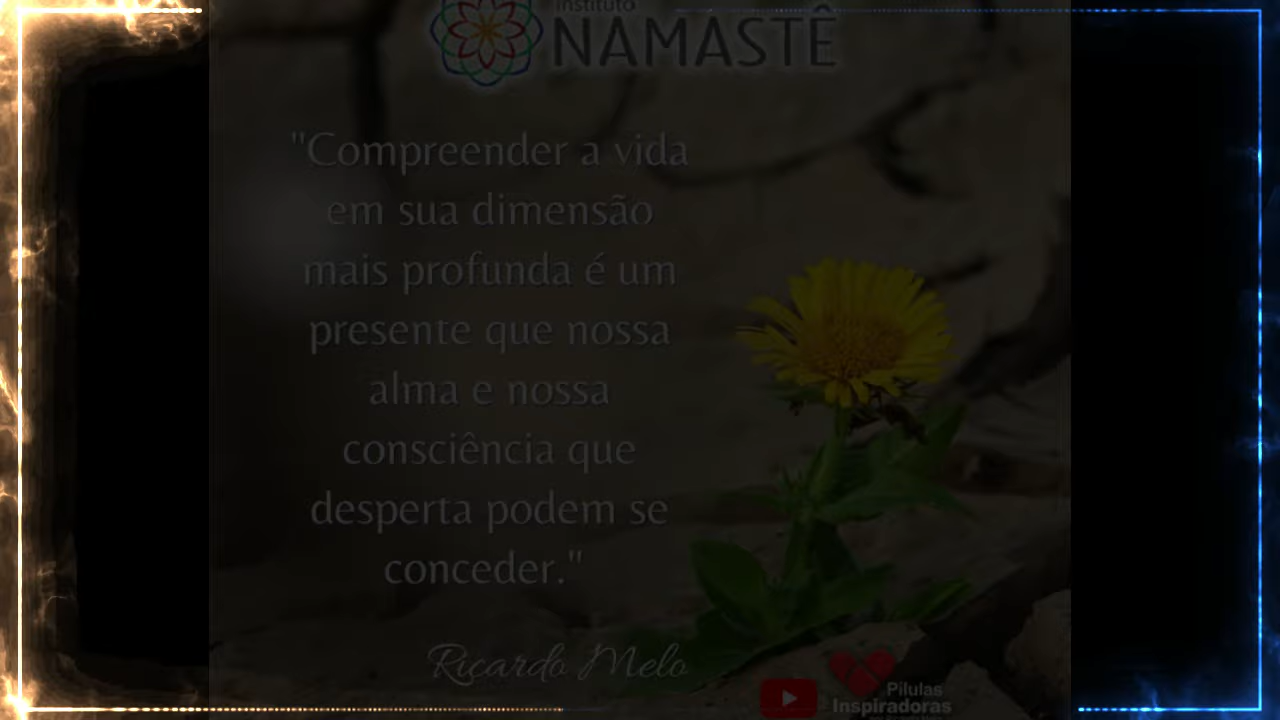 Instituto
NAMASTÊ
"Compreender a vida
em sua dimensão
mais profunda é um
presente que nossa
alma e nossa
consciência que
desperta podem se
conceder."
Ricardo Melo
Pílulas
Inspiradoras